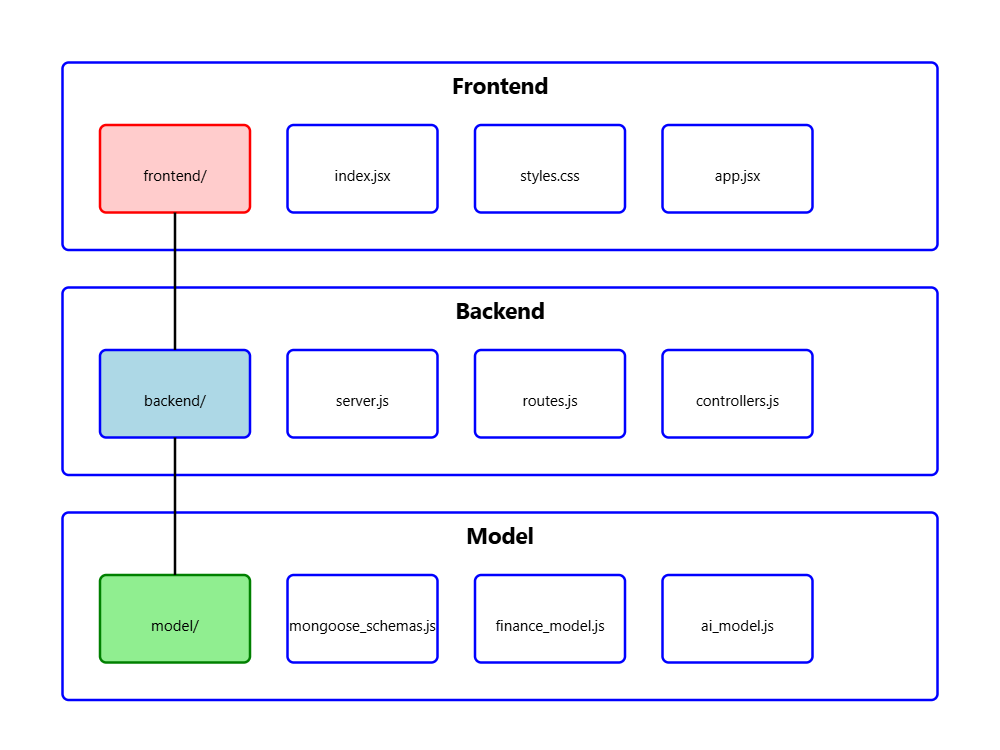 Frontend
frontend/
index.jsx
styles.css
app.jsx
Backend
backend/
server.js
routes.js
controllers.js
Model
model/
mongoose_schemas.js
finance_model.js
ai_model.js